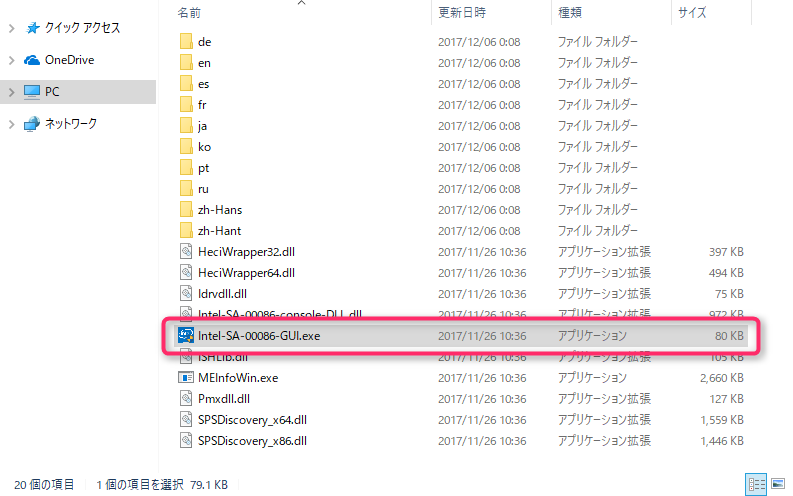 名前 更新日時 種類 サイズ
クイック アクセス
OneDrive
PC
ネットワーク
de 2017/12/06 0:08 ファイル フォルダー
en 2017/12/06 0:08 ファイル フォルダー
es 2017/12/06 0:08 ファイル フォルダー
fr 2017/12/06 0:08 ファイル フォルダー
ja 2017/12/06 0:08 ファイル フォルダー
ko 2017/12/06 0:08 ファイル フォルダー
pt 2017/12/06 0:08 ファイル フォルダー
ru 2017/12/06 0:08 ファイル フォルダー
zh-Hans 2017/12/06 0:08 ファイル フォルダー
zh-Hant 2017/12/06 0:08 ファイル フォルダー
HeciWrapper32.dll 2017/11/26 10:36 アプリケーション拡張 397 KB
HeciWrapper64.dll 2017/11/26 10:36 アプリケーション拡張 494 KB
Idrvdll.dll 2017/11/26 10:36 アプリケーション拡張 75 KB
Intel-SA-00086-console-DLL.dll 2017/11/26 10:36 アプリケーション拡張 972 KB
Intel-SA-00086-GUI.exe 2017/11/26 10:36 アプリケーション 80 KB
ISHLib.dll 2017/11/26 10:36 アプリケーション拡張 105 KB
MEInfoWin.exe 2017/11/26 10:36 アプリケーション 2,660 KB
Pmxdll.dll 2017/11/26 10:36 アプリケーション拡張 127 KB
SPSDiscovery_x64.dll 2017/11/26 10:36 アプリケーション拡張 1,559 KB
SPSDiscovery_x86.dll 2017/11/26 10:36 アプリケーション拡張 1,446 KB
20 個の項目 1 個の項目を選択 79.1 KB